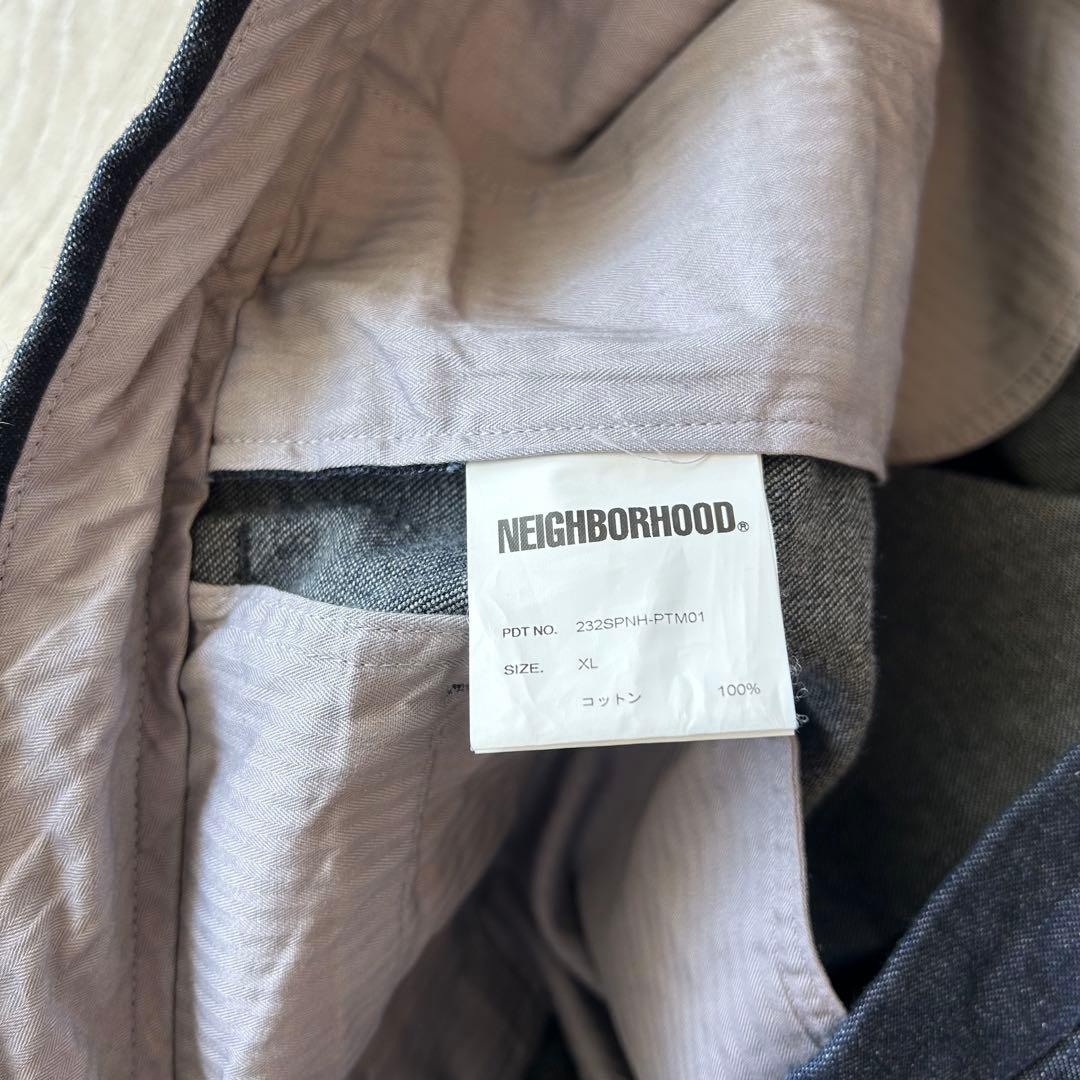 NEIGHBORHOOD®
PDT NO. 232SPNH-PTM01
SIZE. XL
コットン 100%